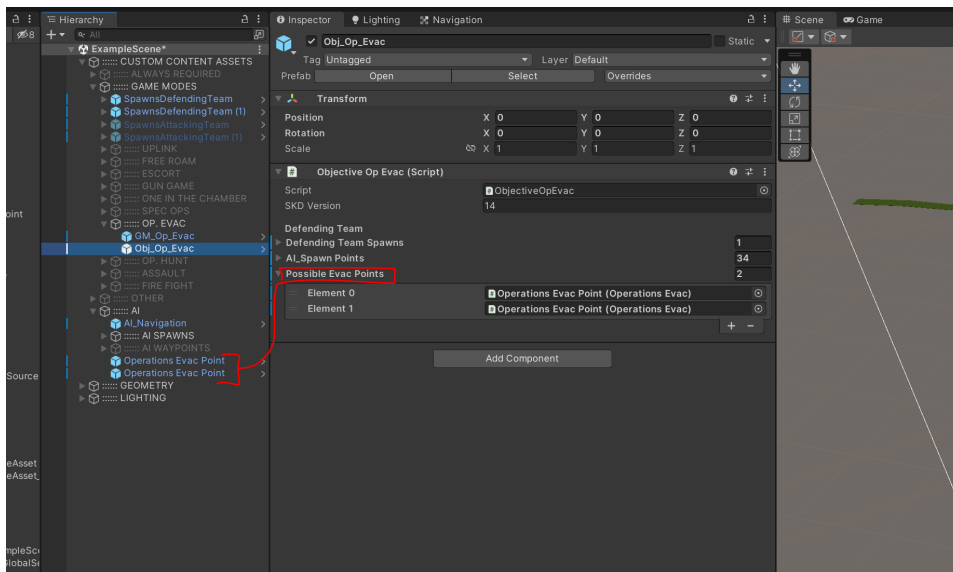 8
Hierarchy
All
ExampleScene*
:::::: CUSTOM CONTENT ASSETS
:::::: ALWAYS REQUIRED
:::::: GAME MODES
SpawnsDefendingTeam
SpawnsDefendingTeam (1)
SpawnsAttackingTeam
SpawnsAttackingTeam (1)
:::::: UPLINK
:::::: FREE ROAM
:::::: ESCORT
:::::: GUN GAME
:::::: ONE IN THE CHAMBER
:::::: SPEC OPS
:::::: OP. EVAC
GM_Op_Evac
Obj_Op_Evac
:::::: OP. HUNT
:::::: ASSAULT
:::::: FIRE FIGHT
:::::: OTHER
:::::: AI
AI_Navigation
:::::: AI SPAWNS
:::::: AI WAYPOINTS
Operations Evac Point
Operations Evac Point
:::::: GEOMETRY
:::::: LIGHTING
oint
Source
eAsset
eAsset_
mpleSc
GlobalSe
Inspector Lighting Navigation
Obj_Op_Evac Static
Tag Untagged Layer Default
Prefab Open Select Overrides
Transform
Position X 0 Y 0 Z 0
Rotation X 0 Y 0 Z 0
Scale X 1 Y 1 Z 1
# Objective Op Evac (Script)
Script ObjectiveOpEvac
SKD Version 14
Defending Team
Defending Team Spawns 1
AI_Spawn Points 34
Possible Evac Points 2
Element 0 Operations Evac Point (Operations Evac)
Element 1 Operations Evac Point (Operations Evac)
+ -
Add Component
Scene Game